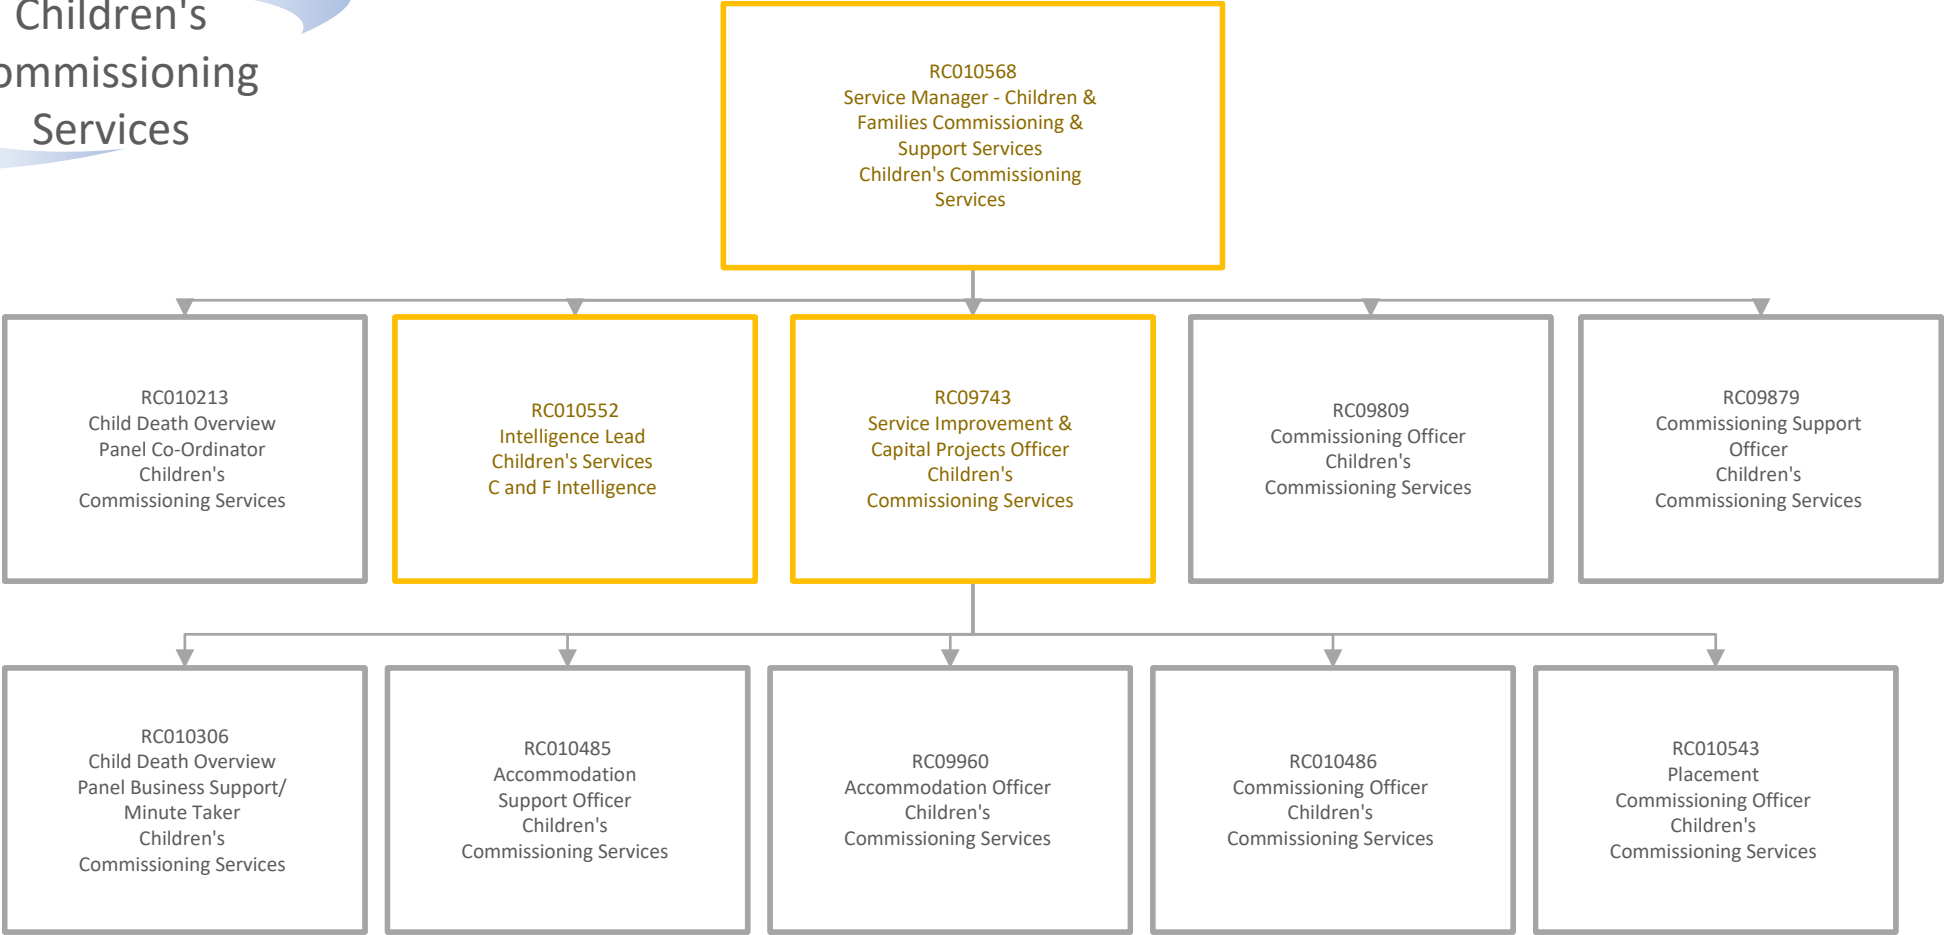 Children's
ommissioning
Services
RC010568
Service Manager - Children &
Families Commissioning &
Support Services
Children's Commissioning
Services
RC010213
Child Death Overview
Panel Co-Ordinator
Children's
Commissioning Services
RC010552
Intelligence Lead
Children's Services
C and F Intelligence
RC09743
Service Improvement &
Capital Projects Officer
Children's
Commissioning Services
RC09809
Commissioning Officer
Children's
Commissioning Services
RC09879
Commissioning Support
Officer
Children's
Commissioning Services
RC010306
Child Death Overview
Panel Business Support/
Minute Taker
Children's
Commissioning Services
RC010485
Accommodation
Support Officer
Children's
Commissioning Services
RC09960
Accommodation Officer
Children's
Commissioning Services
RC010486
Commissioning Officer
Children's
Commissioning Services
RC010543
Placement
Commissioning Officer
Children's
Commissioning Services